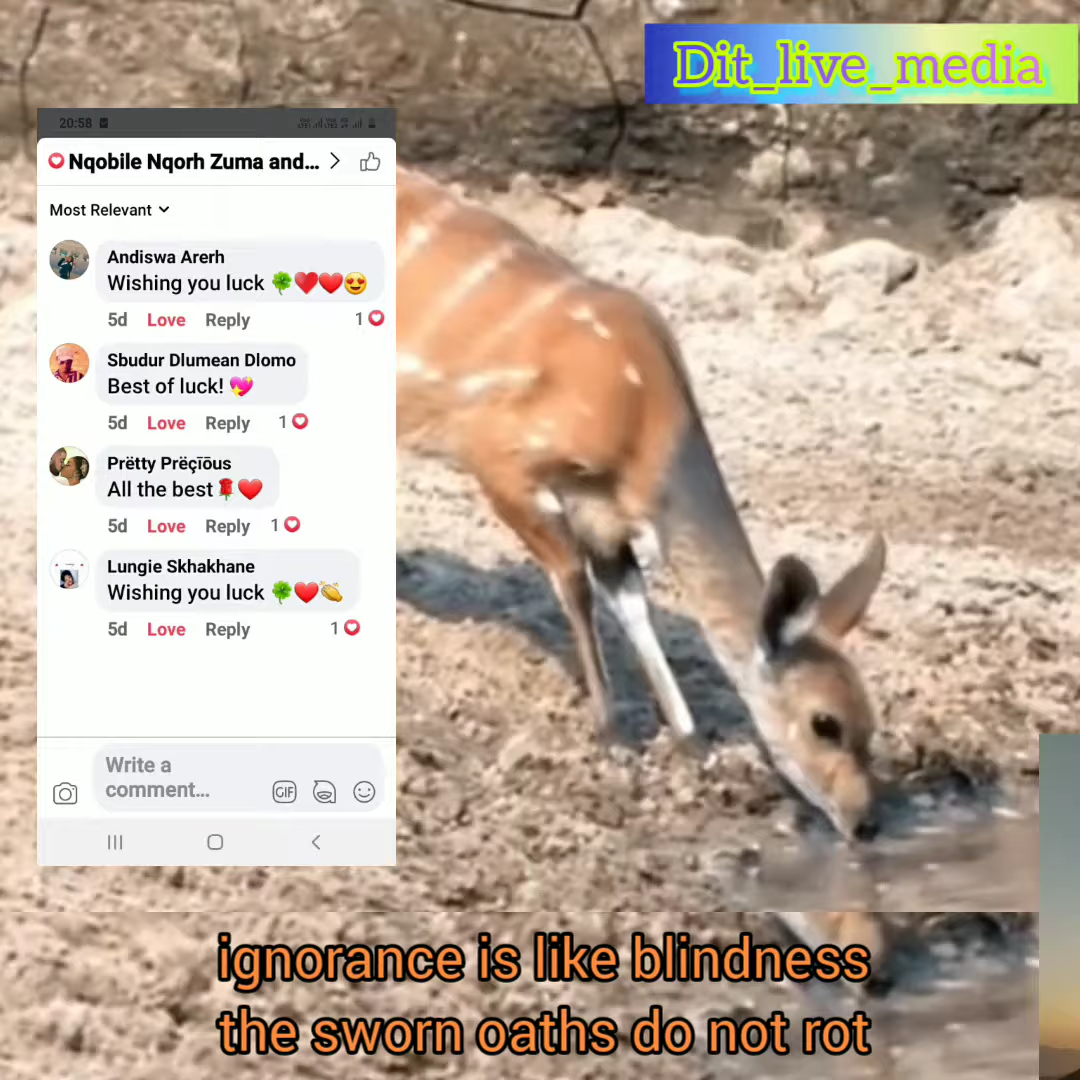 Dit_live_media
20:58
Nqobile Nqorh Zuma and...
Most Relevant
Andiswa Arerh
Wishing you luck 🍀❤️❤️😍
5d Love Reply 1
Sbudur Dlumean Dlomo
Best of luck! 💖
5d Love Reply 1
Prëtty Prëçïõus
All the best🌹❤️
5d Love Reply 1
Lungie Skhakhane
Wishing you luck 🍀❤️👏
5d Love Reply 1
Write a
comment...
GIF
ignorance is like blindness
the sworn oaths do not rot